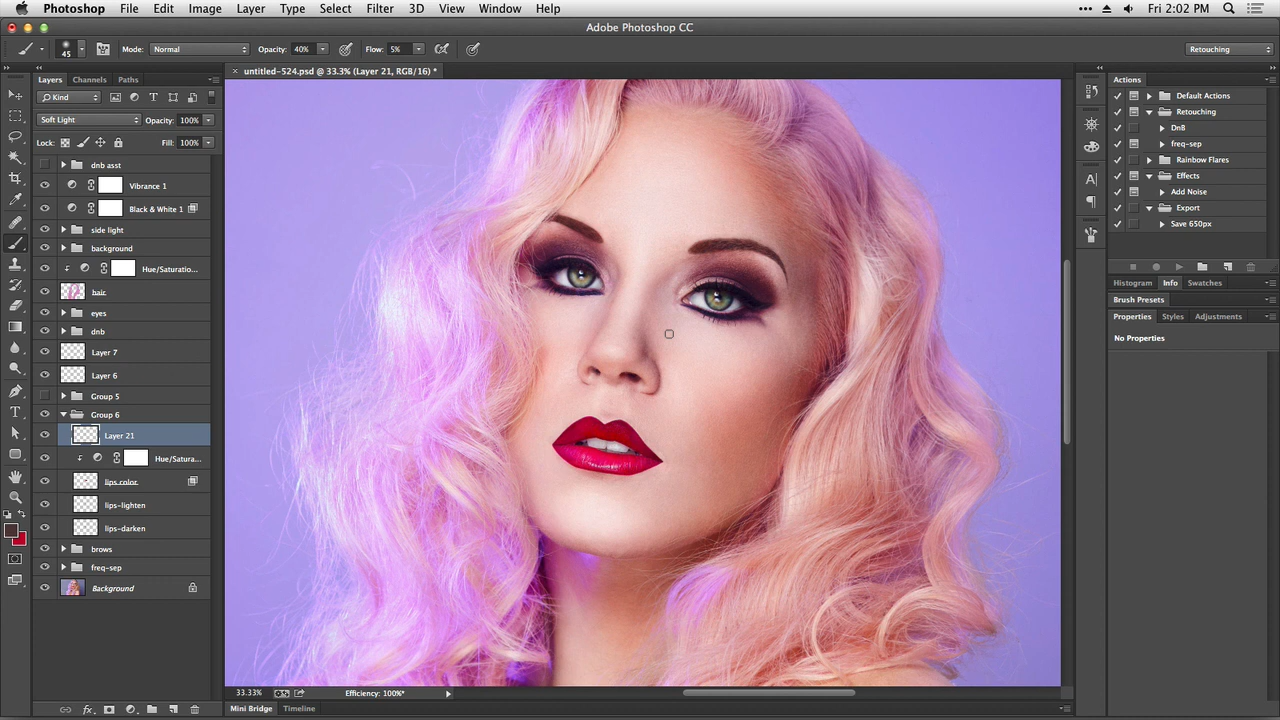 Photoshop File Edit Image Layer Type Select Filter 3D View Window Help Fri 2:02 PM
Adobe Photoshop CC
45 Mode: Normal Opacity: 40% Flow: 5% Retouching
Layers Channels Paths
untitled-524.psd @ 33.3% (Layer 21, RGB/16) *
Actions
Kind
Default Actions
Soft Light Opacity: 100%
Retouching
DnB
Lock: Fill: 100%
freq-sep
dnb asst
Rainbow Flares
Vibrance 1
Effects
Add Noise
Black & White 1
Export
side light
Save 650px
background
Hue/Saturatio...
hair
Histogram Info Swatches
eyes
Brush Presets
dnb
Properties Styles Adjustments
Layer 7
No Properties
Layer 6
Group 5
Group 6
Layer 21
Hue/Satura...
lips color
lips-lighten
lips-darken
brows
freq-sep
Background
33.33% Efficiency: 100%*
Mini Bridge Timeline